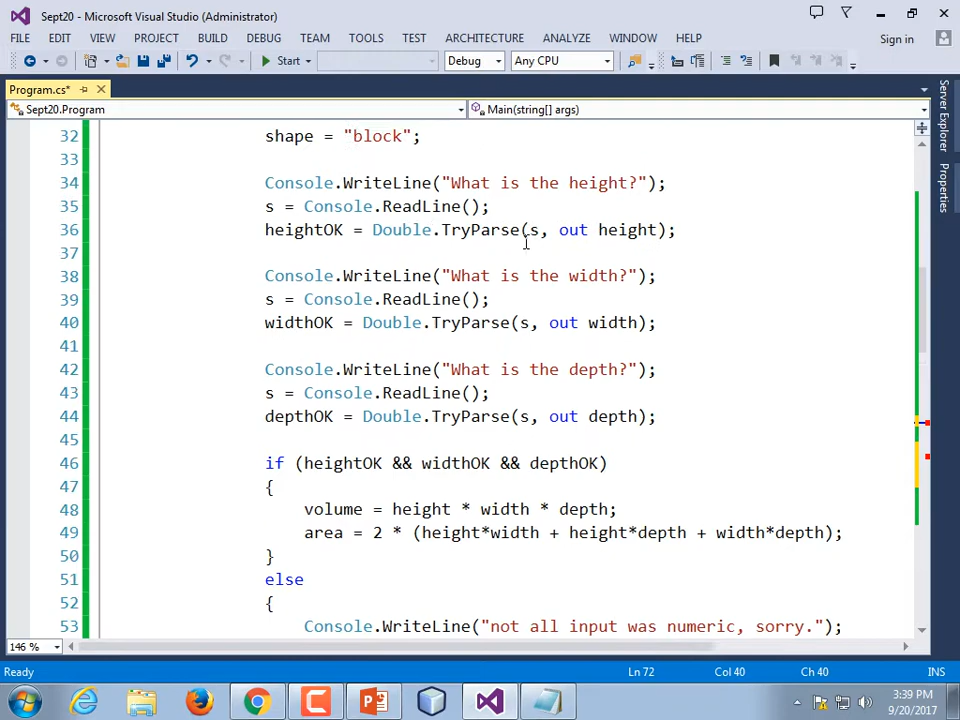 Sept20 - Microsoft Visual Studio (Administrator)
FILE EDIT VIEW PROJECT BUILD DEBUG TEAM TOOLS TEST ARCHITECTURE ANALYZE WINDOW HELP Sign in
Start Debug Any CPU
Program.cs*
Sept20.Program Main(string[] args)
32 shape = "block";
33
34 Console.WriteLine("What is the height?");
35 s = Console.ReadLine();
36 heightOK = Double.TryParse(s, out height);
37
38 Console.WriteLine("What is the width?");
39 s = Console.ReadLine();
40 widthOK = Double.TryParse(s, out width);
41
42 Console.WriteLine("What is the depth?");
43 s = Console.ReadLine();
44 depthOK = Double.TryParse(s, out depth);
45
46 if (heightOK && widthOK && depthOK)
47 {
48 volume = height * width * depth;
49 area = 2 * (height*width + height*depth + width*depth);
50 }
51 else
52 {
53 Console.WriteLine("not all input was numeric, sorry.");
Server Explorer
Properties
146 %
Ready Ln 72 Col 40 Ch 40 INS
3:39 PM
9/20/2017